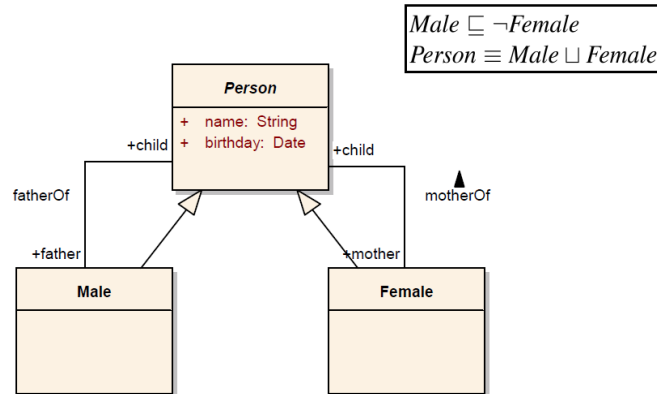 Male ⊑ ¬Female
Person ≡ Male ⊔ Female
Person
+ name: String
+ birthday: Date
+child
+child
fatherOf
motherOf
+father
+mother
Male
Female